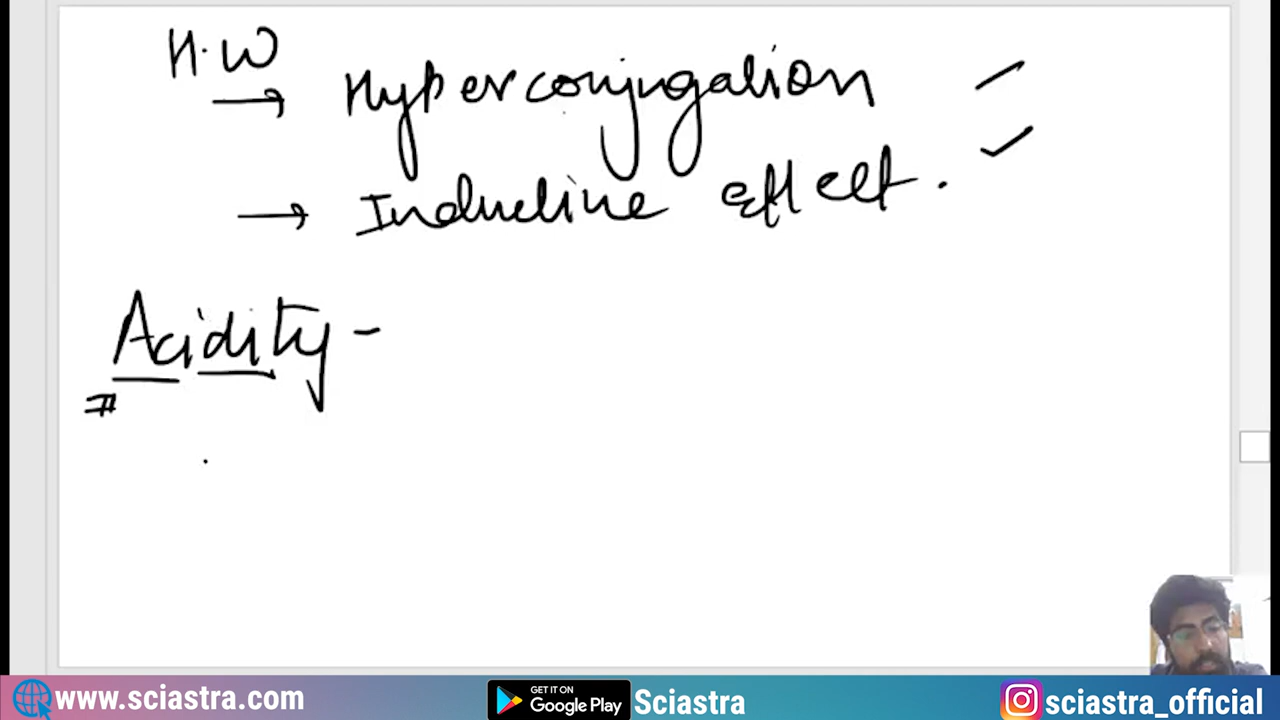 H.W
→ Hyperconjugation
→ Inductive effect.
Acidity -
www.sciastra.com
GET IT ON
Google Play
Sciastra
sciastra_official